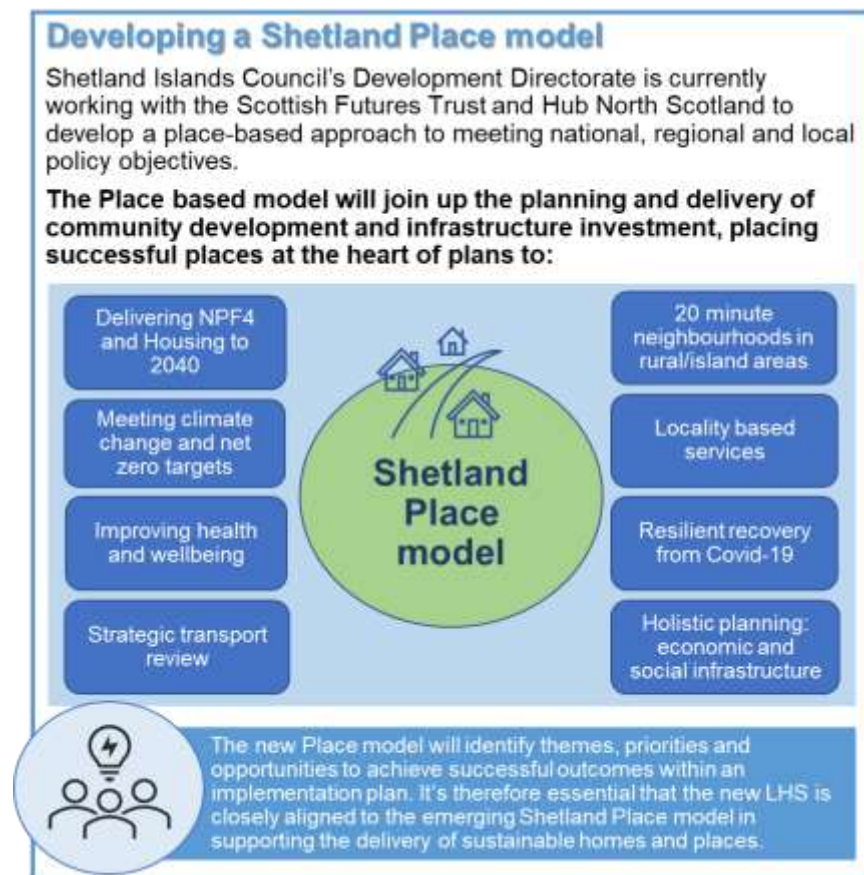 Developing a Shetland Place model
Shetland Islands Council's Development Directorate is currently
working with the Scottish Futures Trust and Hub North Scotland to
develop a place-based approach to meeting national, regional and local
policy objectives.
The Place based model will join up the planning and delivery of
community development and infrastructure investment, placing
successful places at the heart of plans to:
Delivering NPF4
and Housing to
2040
Meeting climate
change and net
zero targets
Improving health
and wellbeing
Strategic transport
review
Shetland
Place
model
20 minute
neighbourhoods in
rural/island areas
Locality based
services
Resilient recovery
from Covid-19
Holistic planning:
economic and
social infrastructure
The new Place model will identify themes, priorities and
opportunities to achieve successful outcomes within an
implementation plan. It's therefore essential that the new LHS is
closely aligned to the emerging Shetland Place model in
supporting the delivery of sustainable homes and places.